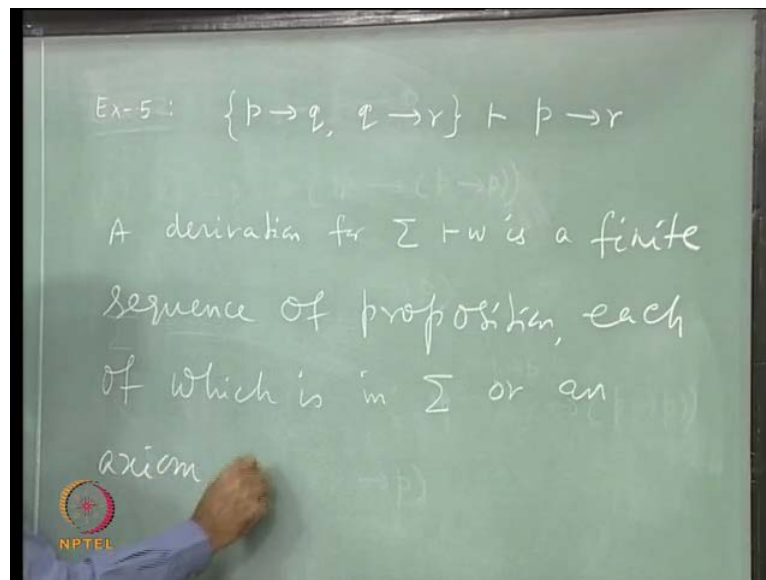 Ex-5: {p → q, q → r} ⊢ p → r
A derivation for Σ ⊢ w is a finite
sequence of proposition, each
of which is in Σ or an
axiom
NPTEL